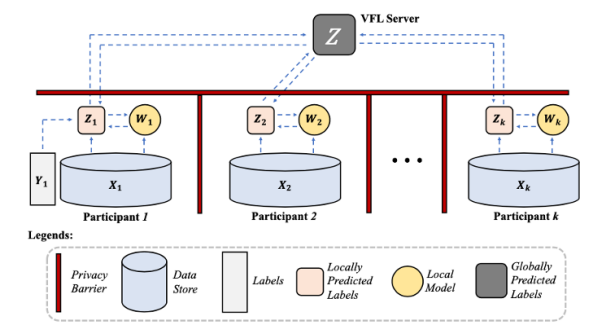 VFL Server
Z
Z₁ W₁ Z₂ W₂ Zₖ Wₖ
Y₁ X₁ X₂ • • • Xₖ
Participant 1 Participant 2 Participant k
Legends:
Privacy Barrier
Data Store
Labels
Locally Predicted Labels
Local Model
Globally Predicted Labels